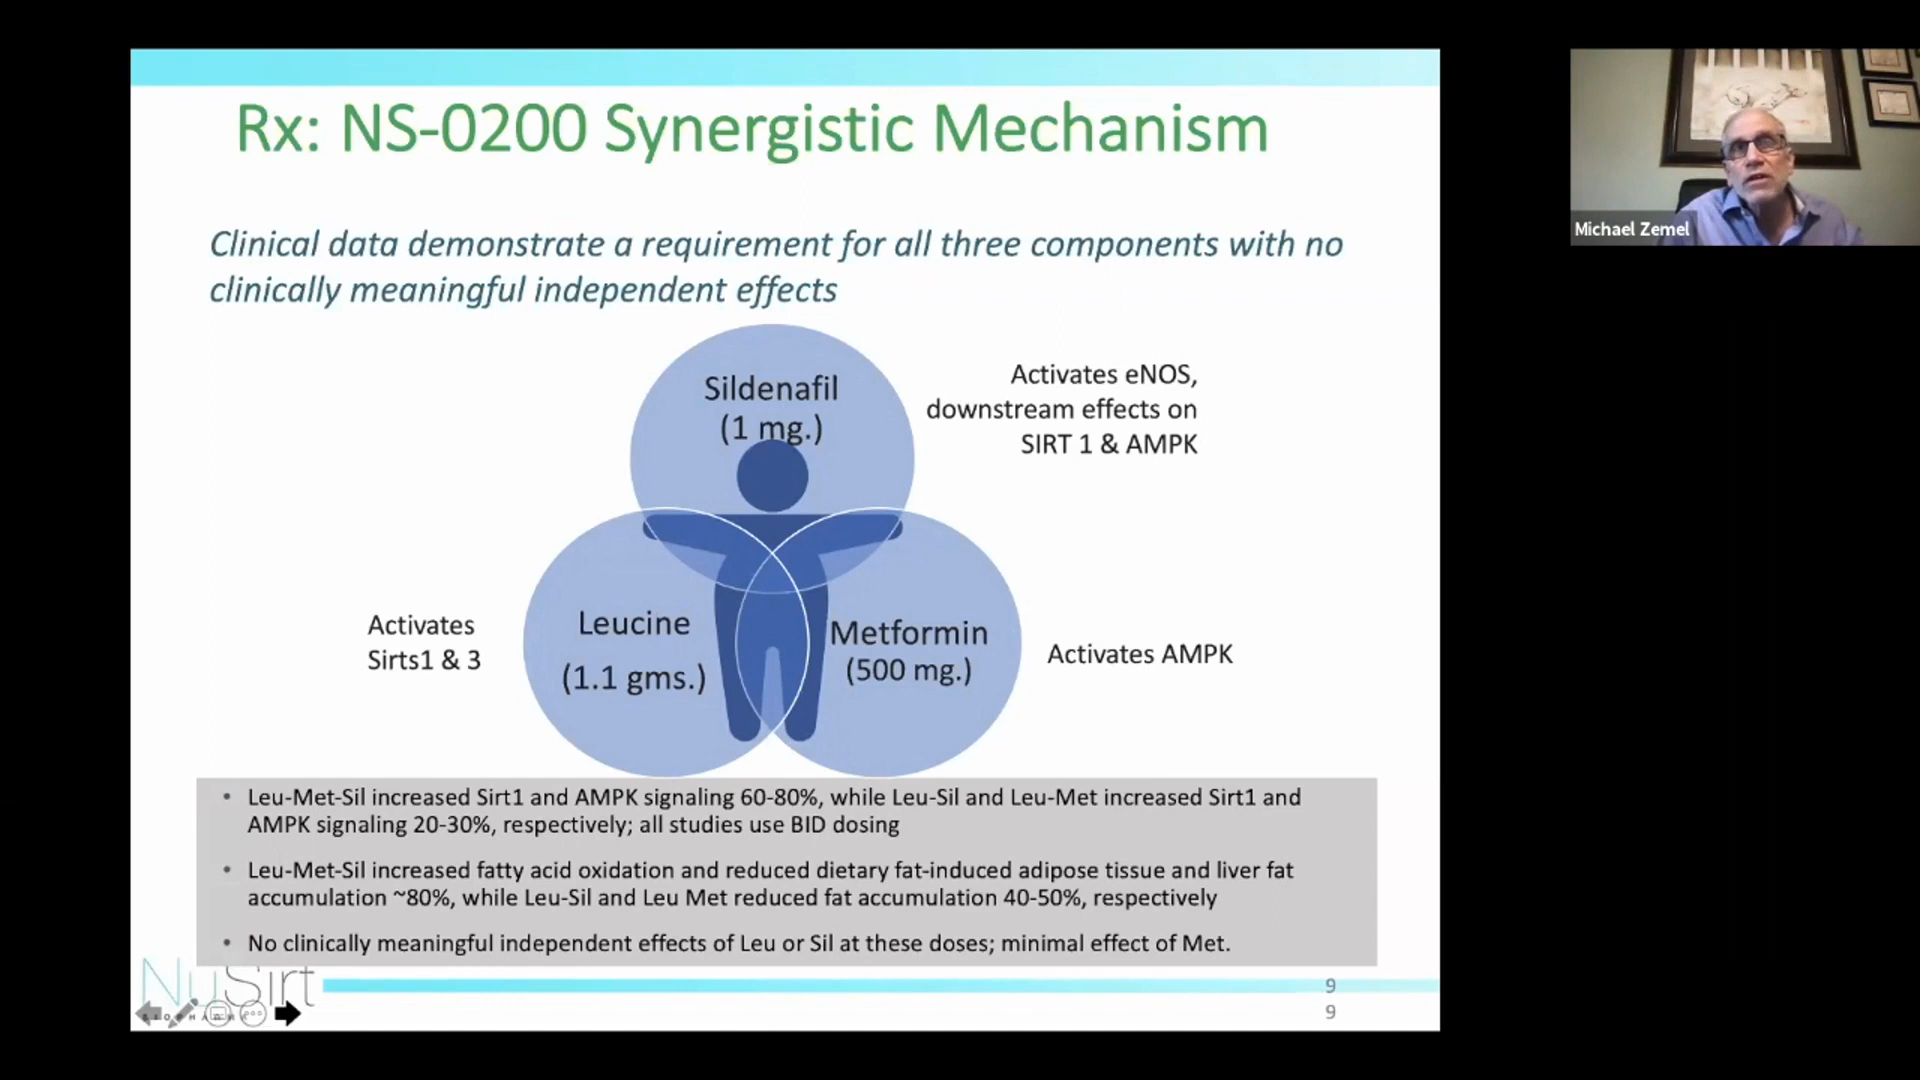 Rx: NS-0200 Synergistic Mechanism
Clinical data demonstrate a requirement for all three components with no
clinically meaningful independent effects
Sildenafil
(1 mg.)
Activates eNOS,
downstream effects on
SIRT 1 & AMPK
Activates
Sirts1 & 3
Leucine
(1.1 gms.)
Metformin
(500 mg.)
Activates AMPK
• Leu-Met-Sil increased Sirt1 and AMPK signaling 60-80%, while Leu-Sil and Leu-Met increased Sirt1 and
AMPK signaling 20-30%, respectively; all studies use BID dosing
• Leu-Met-Sil increased fatty acid oxidation and reduced dietary fat-induced adipose tissue and liver fat
accumulation ~80%, while Leu-Sil and Leu Met reduced fat accumulation 40-50%, respectively
• No clinically meaningful independent effects of Leu or Sil at these doses; minimal effect of Met.
NuSirt
9
9
Michael Zemel